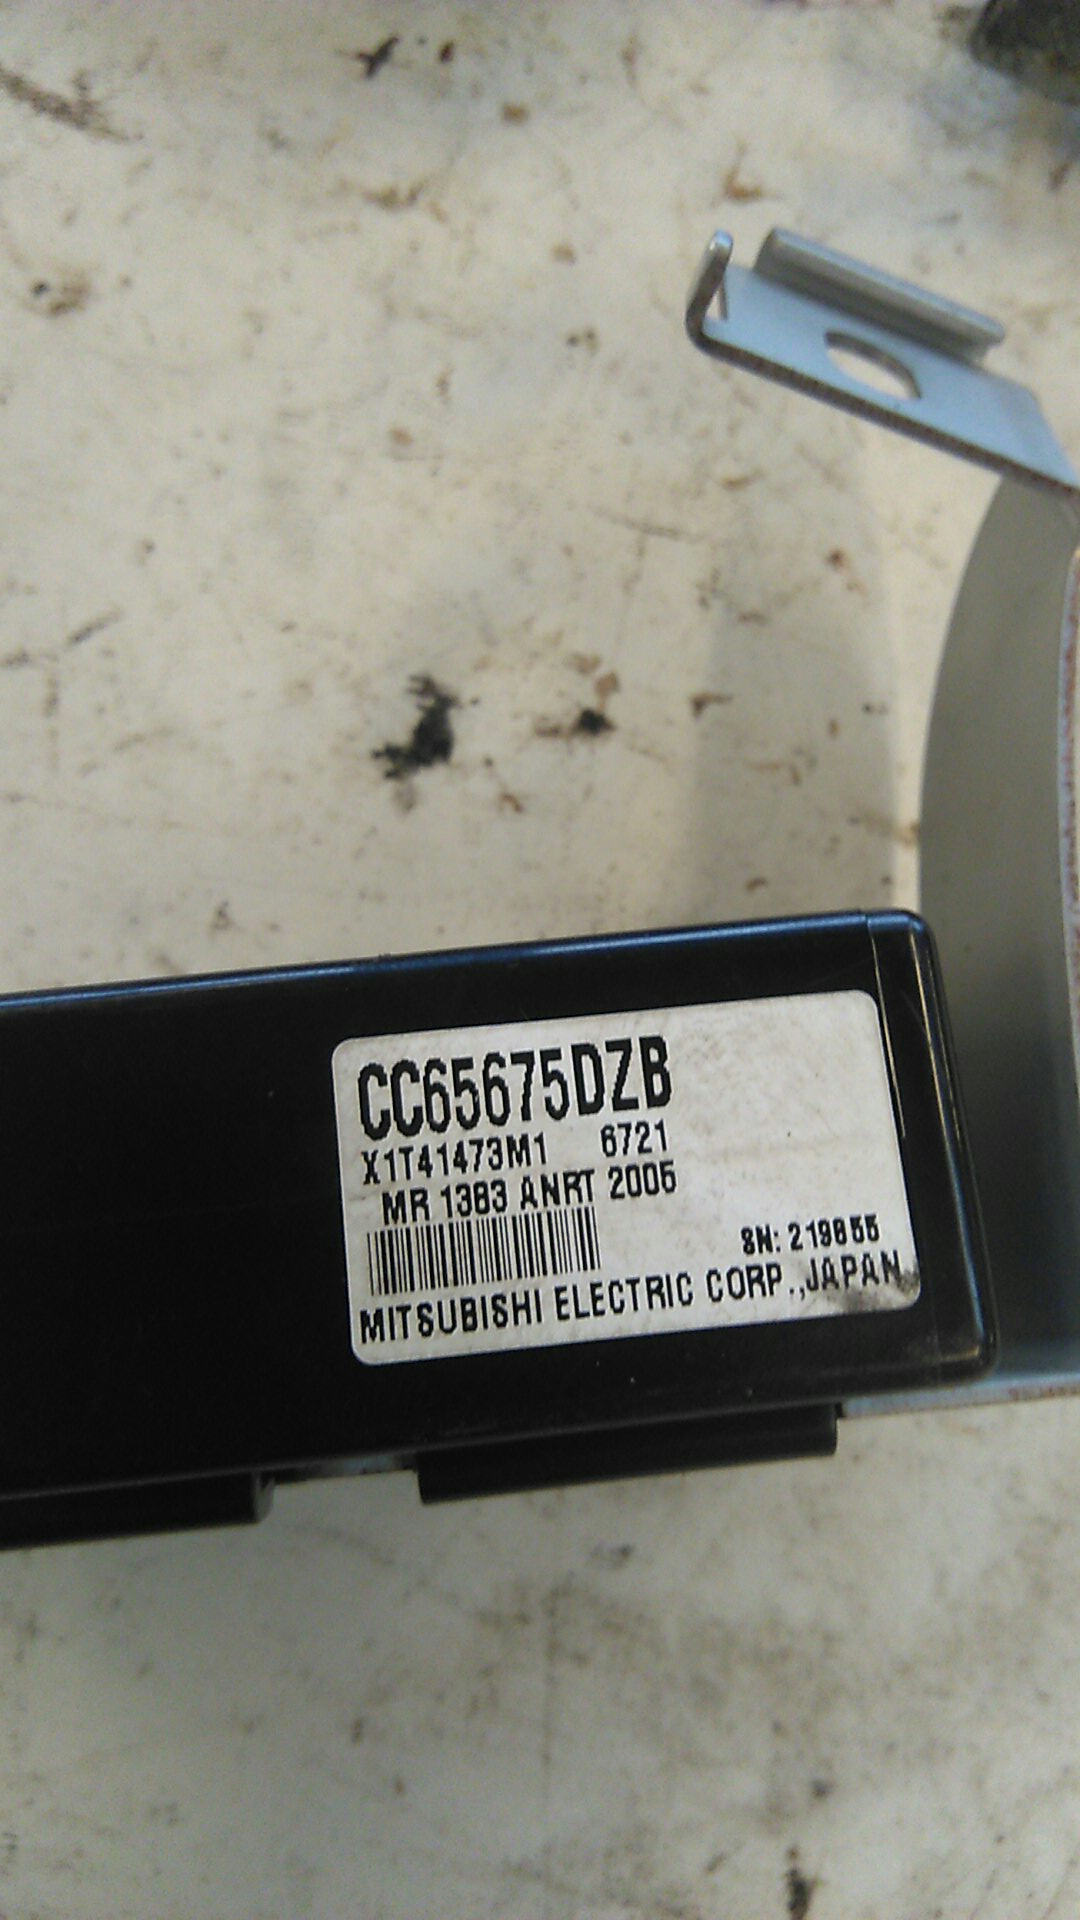 CC65675DZB
X1T41473M1 6721
MR 1383 ANRT 2005
SN: 219855
MITSUBISHI ELECTRIC CORP.,JAPAN